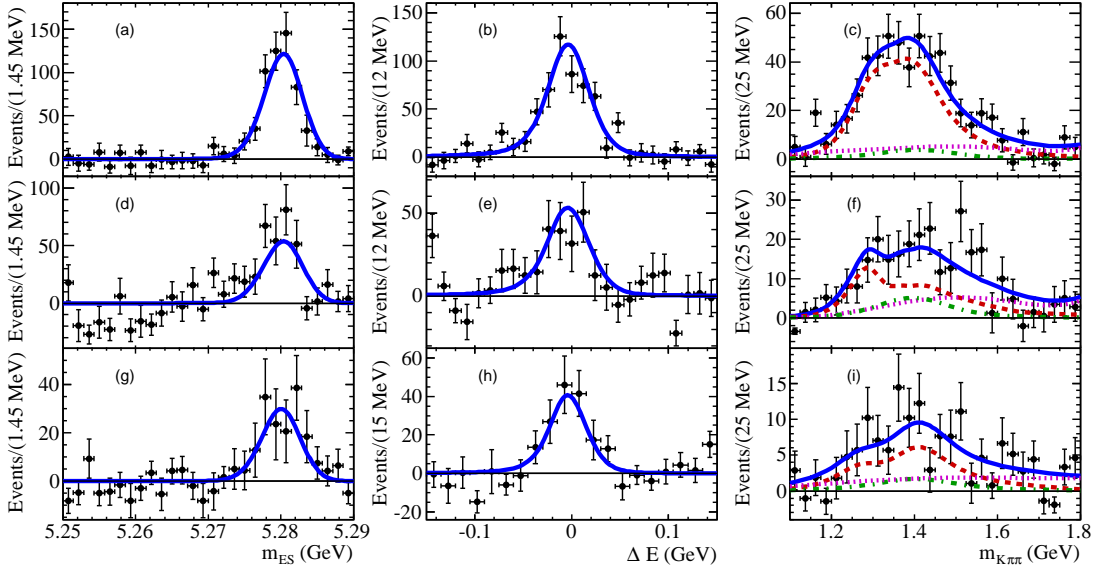 Events/(1.45 MeV)
150
100
50
0
(a)
Events/(12 MeV)
150
100
50
0
(b)
Events/(25 MeV)
60
40
20
0
(c)
Events/(1.45 MeV)
100
50
0
(d)
Events/(12 MeV)
50
0
(e)
Events/(25 MeV)
40
30
20
10
0
(f)
Events/(1.45 MeV)
60
40
20
0
(g)
5.25 5.26 5.27 5.28 5.29
m_ES (GeV)
Events/(15 MeV)
60
40
20
0
-20
(h)
-0.1 0 0.1
Δ E (GeV)
Events/(25 MeV)
15
10
5
0
(i)
1.2 1.4 1.6 1.8
m_Kππ (GeV)